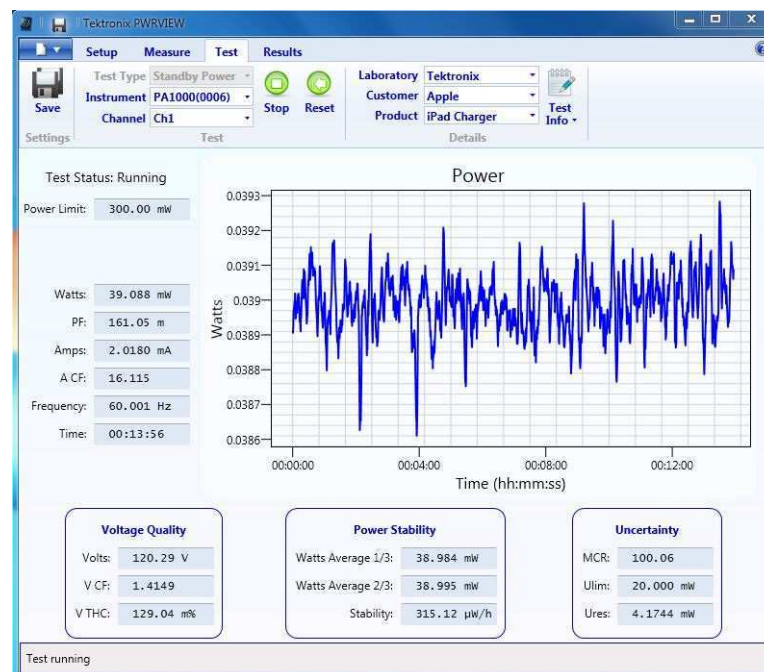 Tektronix PWRVIEW
Setup Measure Test Results
Save
Settings
Test Type Standby Power
Instrument PA1000(0006)
Channel Ch1
Stop
Reset
Test
Laboratory Tektronix
Customer Apple
Product iPad Charger
Test Info
Details
Test Status: Running
Power Limit: 300.00 mW
Watts: 39.088 mW
PF: 161.05 m
Amps: 2.0180 mA
A CF: 16.115
Frequency: 60.001 Hz
Time: 00:13:56
Power
Watts
0.0393
0.0392
0.0391
0.039
0.0389
0.0388
0.0387
0.0386
00:00:00 00:04:00 00:08:00 00:12:00
Time (hh:mm:ss)
Voltage Quality
Volts: 120.29 V
V CF: 1.4149
V THC: 129.04 m%
Power Stability
Watts Average 1/3: 38.984 mW
Watts Average 2/3: 38.995 mW
Stability: 315.12 µW/h
Uncertainty
MCR: 100.06
Ulim: 20.000 mW
Ures: 4.1744 mW
Test running